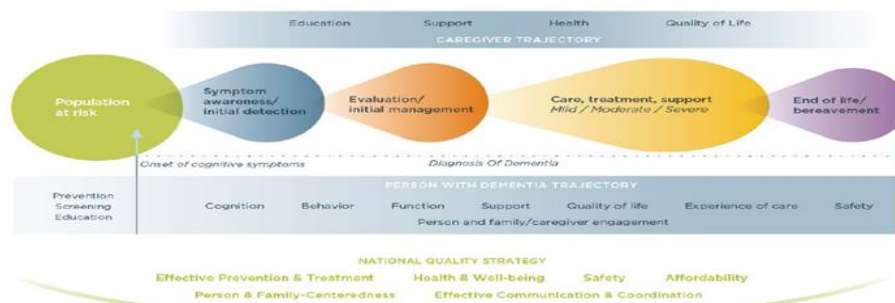 Education Support Health Quality of Life
CAREGIVER TRAJECTORY
Population
at risk
Symptom
awareness/
initial detection
Evaluation/
initial management
Care, treatment, support
Mild / Moderate / Severe
End of life/
bereavement
Onset of cognitive symptoms
Diagnosis Of Dementia
PERSON WITH DEMENTIA TRAJECTORY
Prevention
Screening
Education
Cognition Behavior Function Support Quality of life Experience of care Safety
Person and family/caregiver engagement
NATIONAL QUALITY STRATEGY
Effective Prevention & Treatment Health & Well-being Safety Affordability
Person & Family-Centeredness Effective Communication & Coordination